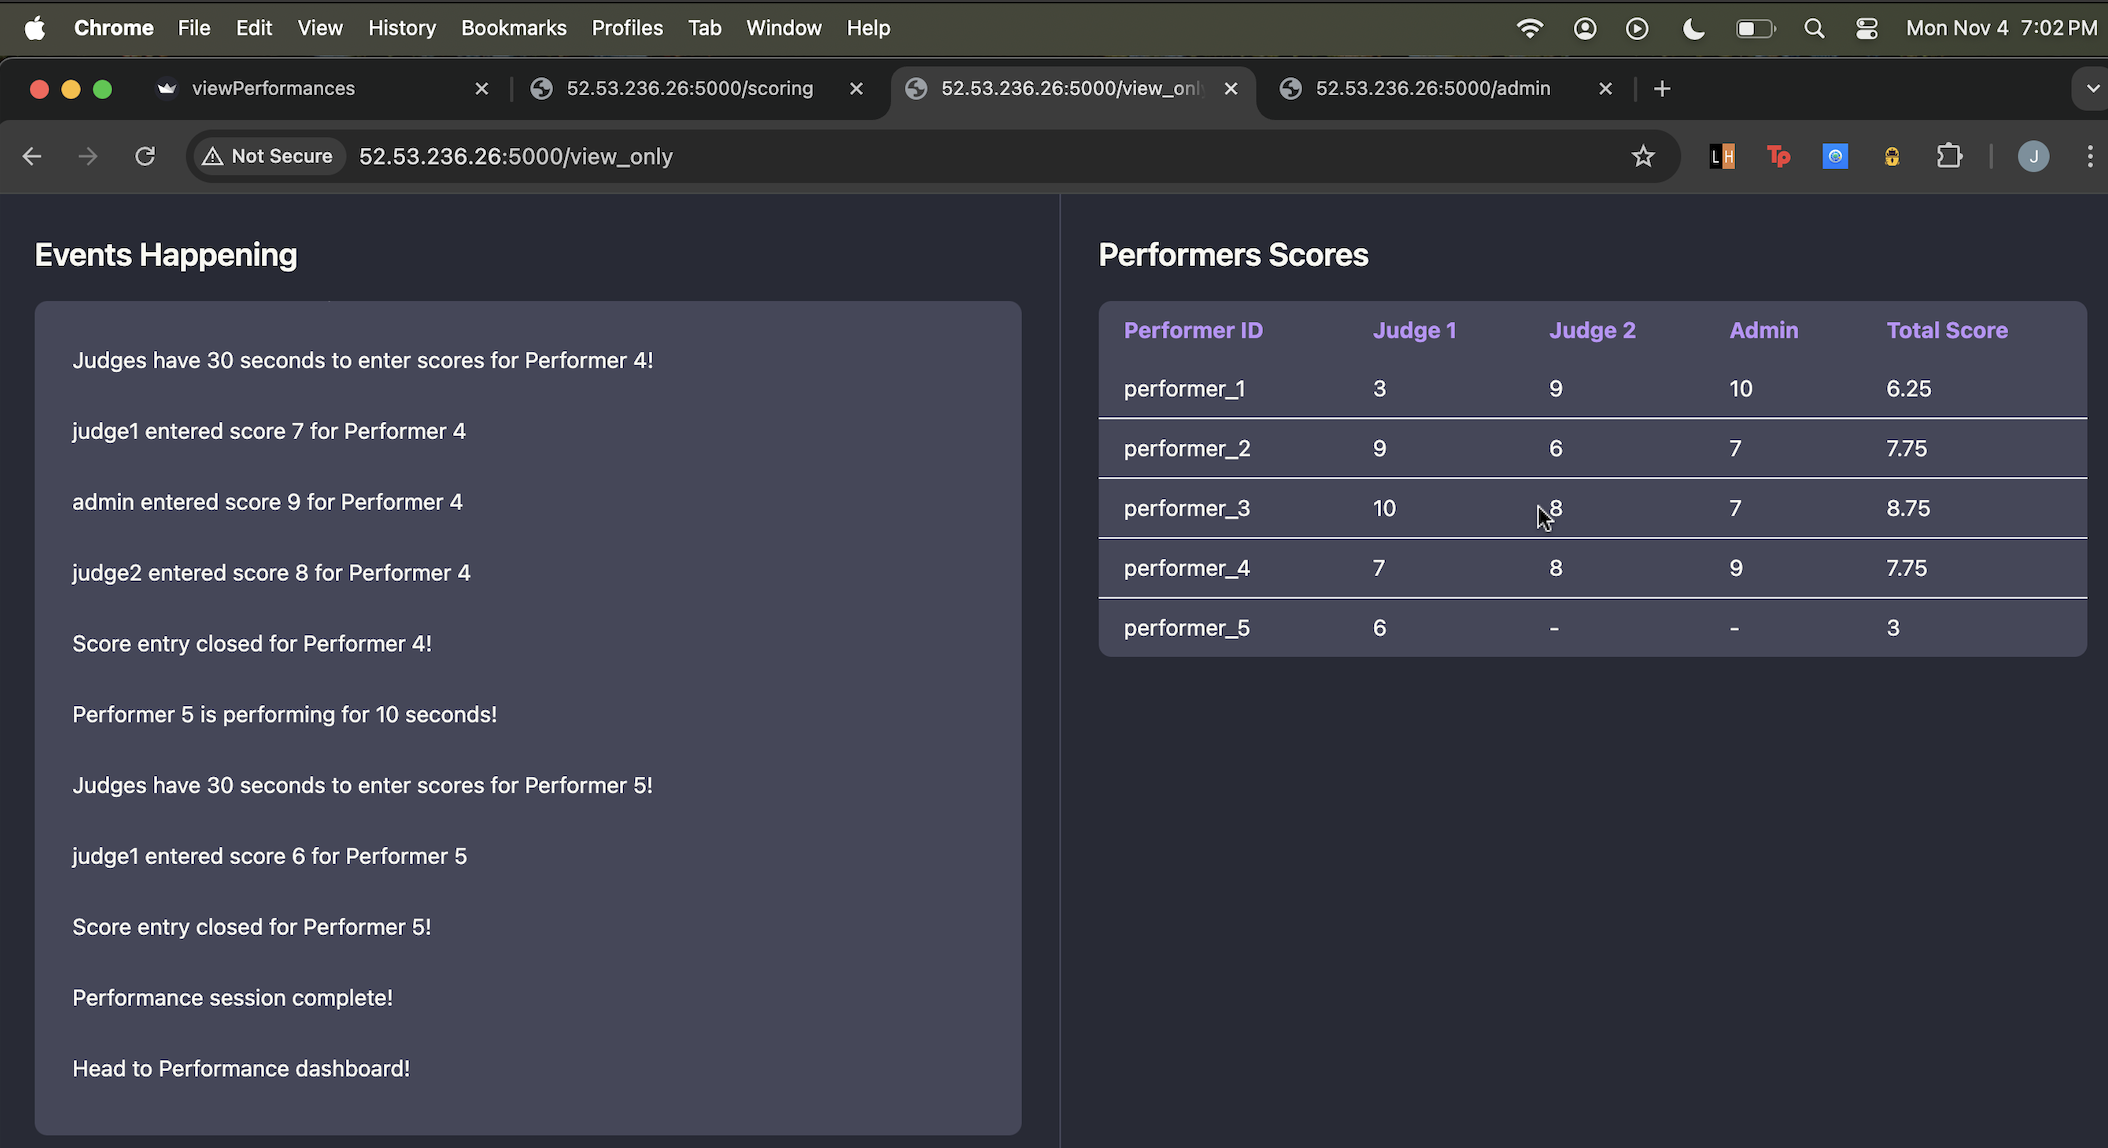 Chrome File Edit View History Bookmarks Profiles Tab Window Help Mon Nov 4 7:02 PM
viewPerformances 52.53.236.26:5000/scoring 52.53.236.26:5000/view_onl 52.53.236.26:5000/admin
Not Secure 52.53.236.26:5000/view_only LH Tp J
Events Happening
Judges have 30 seconds to enter scores for Performer 4!
judge1 entered score 7 for Performer 4
admin entered score 9 for Performer 4
judge2 entered score 8 for Performer 4
Score entry closed for Performer 4!
Performer 5 is performing for 10 seconds!
Judges have 30 seconds to enter scores for Performer 5!
judge1 entered score 6 for Performer 5
Score entry closed for Performer 5!
Performance session complete!
Head to Performance dashboard!
Performers Scores
Performer ID Judge 1 Judge 2 Admin Total Score
performer_1 3 9 10 6.25
performer_2 9 6 7 7.75
performer_3 10 8 7 8.75
performer_4 7 8 9 7.75
performer_5 6 - - 3